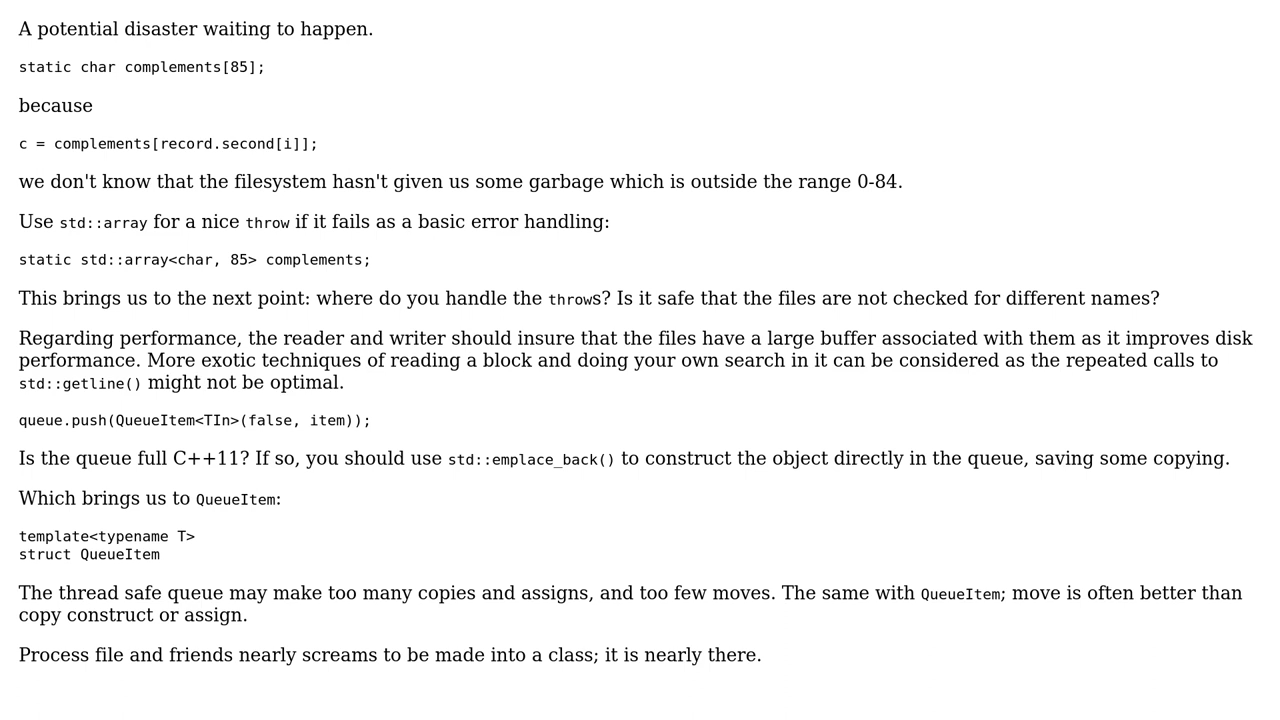 A potential disaster waiting to happen.
static char complements[85];
because
c = complements[record.second[i]];
we don't know that the filesystem hasn't given us some garbage which is outside the range 0-84.
Use std::array for a nice throw if it fails as a basic error handling:
static std::array<char, 85> complements;
This brings us to the next point: where do you handle the throws? Is it safe that the files are not checked for different names?
Regarding performance, the reader and writer should insure that the files have a large buffer associated with them as it improves disk
performance. More exotic techniques of reading a block and doing your own search in it can be considered as the repeated calls to
std::getline() might not be optimal.
queue.push(QueueItem<TIn>(false, item));
Is the queue full C++11? If so, you should use std::emplace_back() to construct the object directly in the queue, saving some copying.
Which brings us to QueueItem:
template<typename T>
struct QueueItem
The thread safe queue may make too many copies and assigns, and too few moves. The same with QueueItem; move is often better than
copy construct or assign.
Process file and friends nearly screams to be made into a class; it is nearly there.